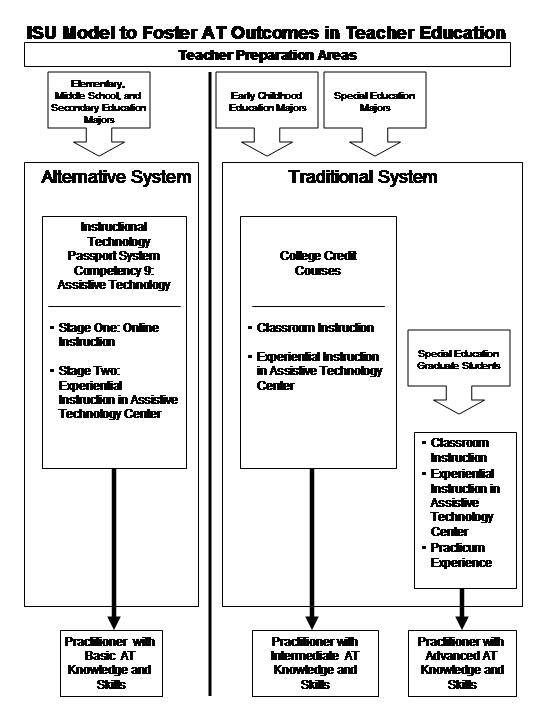 ISU Model to Foster AT Outcomes in Teacher Education
Teacher Preparation Areas
Elementary,
Middle School, and
Secondary Education
Majors
Early Childhood
Education Majors
Special Education
Majors
Alternative System
Traditional System
Instructional
Technology
Passport System
Competency 9:
Assistive Technology
• Stage One: Online
Instruction
• Stage Two:
Experiential
Instruction in Assistive
Technology Center
College Credit
Courses
• Classroom Instruction
• Experiential Instruction
in Assistive Technology
Center
Special Education
Graduate Students
• Classroom
Instruction
• Experiential
Instruction in
Assistive
Technology
Center
• Practicum
Experience
Practitioner with
Basic AT
Knowledge and
Skills
Practitioner with
Intermediate AT
Knowledge and
Skills
Practitioner with
Advanced AT
Knowledge and
Skills